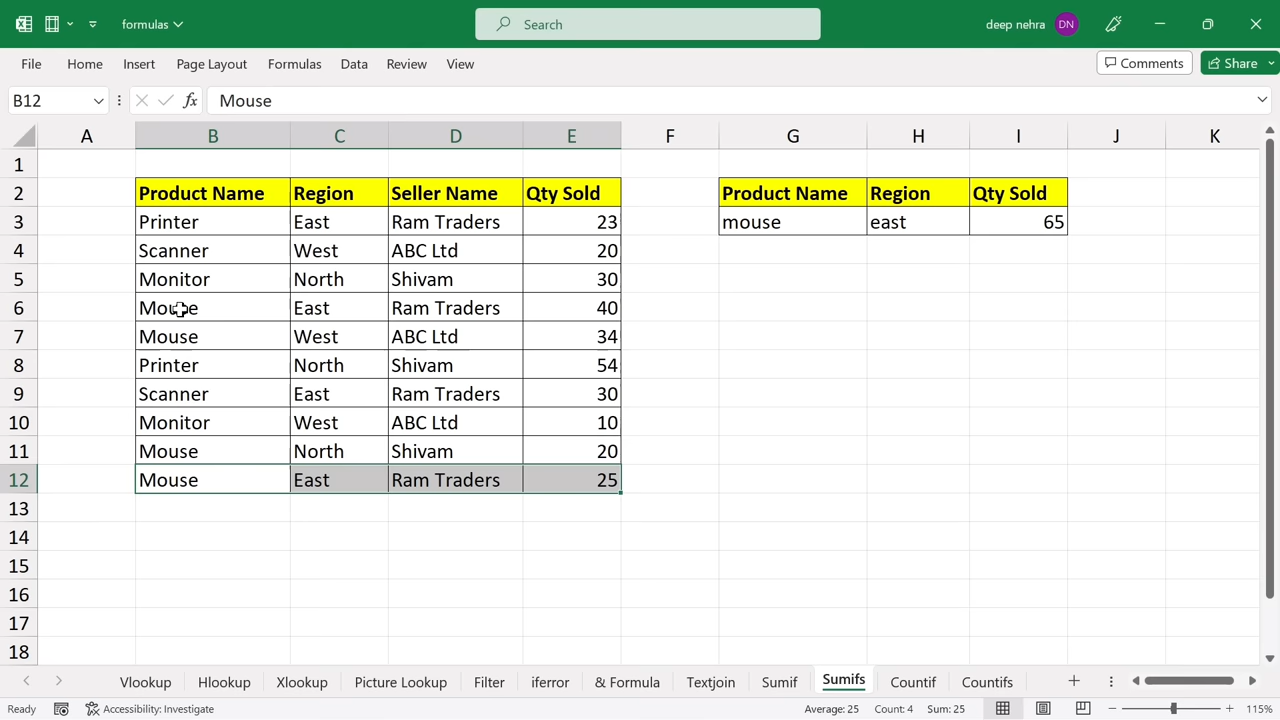 formulas
Search
deep nehra
DN
File Home Insert Page Layout Formulas Data Review View Comments Share
B12 fx Mouse
A B C D E F G H I J K
1
2 Product Name Region Seller Name Qty Sold Product Name Region Qty Sold
3 Printer East Ram Traders 23 mouse east 65
4 Scanner West ABC Ltd 20
5 Monitor North Shivam 30
6 Mouse East Ram Traders 40
7 Mouse West ABC Ltd 34
8 Printer North Shivam 54
9 Scanner East Ram Traders 30
10 Monitor West ABC Ltd 10
11 Mouse North Shivam 20
12 Mouse East Ram Traders 25
13
14
15
16
17
18
Vlookup Hlookup Xlookup Picture Lookup Filter iferror & Formula Textjoin Sumif Sumifs Countif Countifs
Ready Accessibility: Investigate Average: 25 Count: 4 Sum: 25 115%